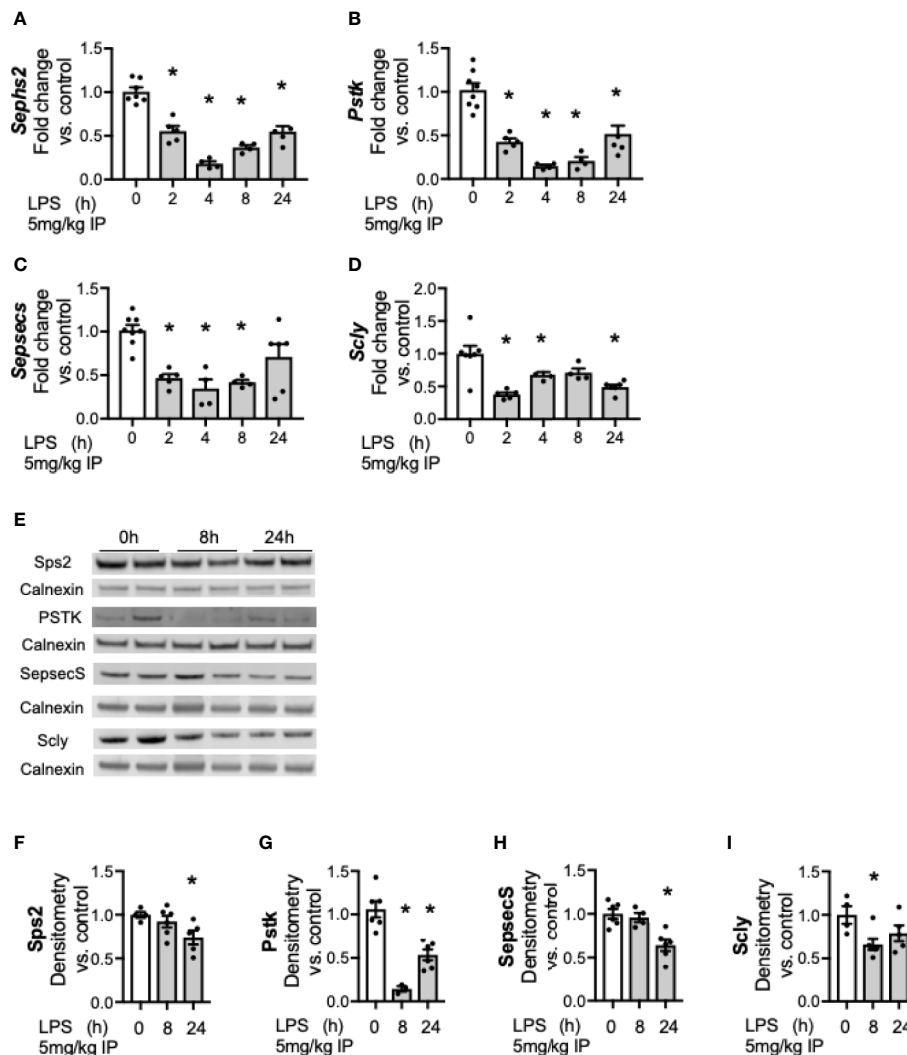 A
Sephs2
Fold change
vs. control
1.5
1.0
0.5
0.0
* * * *
LPS (h) 0 2 4 8 24
5mg/kg IP
B
Pstk
Fold change
vs. control
1.5
1.0
0.5
0.0
* * * *
LPS (h) 0 2 4 8 24
5mg/kg IP
C
Sepsecs
Fold change
vs. control
1.5
1.0
0.5
0.0
* * *
LPS (h) 0 2 4 8 24
5mg/kg IP
D
Scly
Fold change
vs. control
2.0
1.5
1.0
0.5
0.0
* * *
LPS (h) 0 2 4 8 24
5mg/kg IP
E
0h 8h 24h
Sps2
Calnexin
PSTK
Calnexin
SepsecS
Calnexin
Scly
Calnexin
F
Sps2
Densitometry
vs. control
1.5
1.0
0.5
0.0
*
LPS (h) 0 8 24
5mg/kg IP
G
Pstk
Densitometry
vs. control
1.5
1.0
0.5
0.0
* *
LPS (h) 0 8 24
5mg/kg IP
H
SepsecS
Densitometry
vs. control
1.5
1.0
0.5
0.0
*
LPS (h) 0 8 24
5mg/kg IP
I
Scly
Densitometry
vs. control
1.5
1.0
0.5
0.0
*
LPS (h) 0 8 24
5mg/kg IP